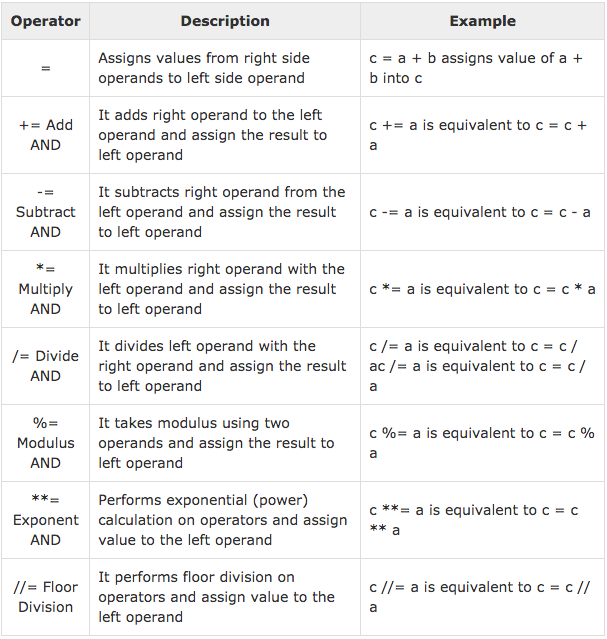 Operator Description Example
=
Assigns values from right side
operands to left side operand
c = a + b assigns value of a +
b into c
+= Add
AND
It adds right operand to the left
operand and assign the result to
left operand
c += a is equivalent to c = c +
a
-=
Subtract
AND
It subtracts right operand from the
left operand and assign the result
to left operand
c -= a is equivalent to c = c - a
*=
Multiply
AND
It multiplies right operand with the
left operand and assign the result
to left operand
c *= a is equivalent to c = c * a
/= Divide
AND
It divides left operand with the
right operand and assign the result
to left operand
c /= a is equivalent to c = c /
ac /= a is equivalent to c = c /
a
%=
Modulus
AND
It takes modulus using two
operands and assign the result to
left operand
c %= a is equivalent to c = c %
a
**=
Exponent
AND
Performs exponential (power)
calculation on operators and assign
value to the left operand
c **= a is equivalent to c = c
** a
//= Floor
Division
It performs floor division on
operators and assign value to the
left operand
c //= a is equivalent to c = c //
a